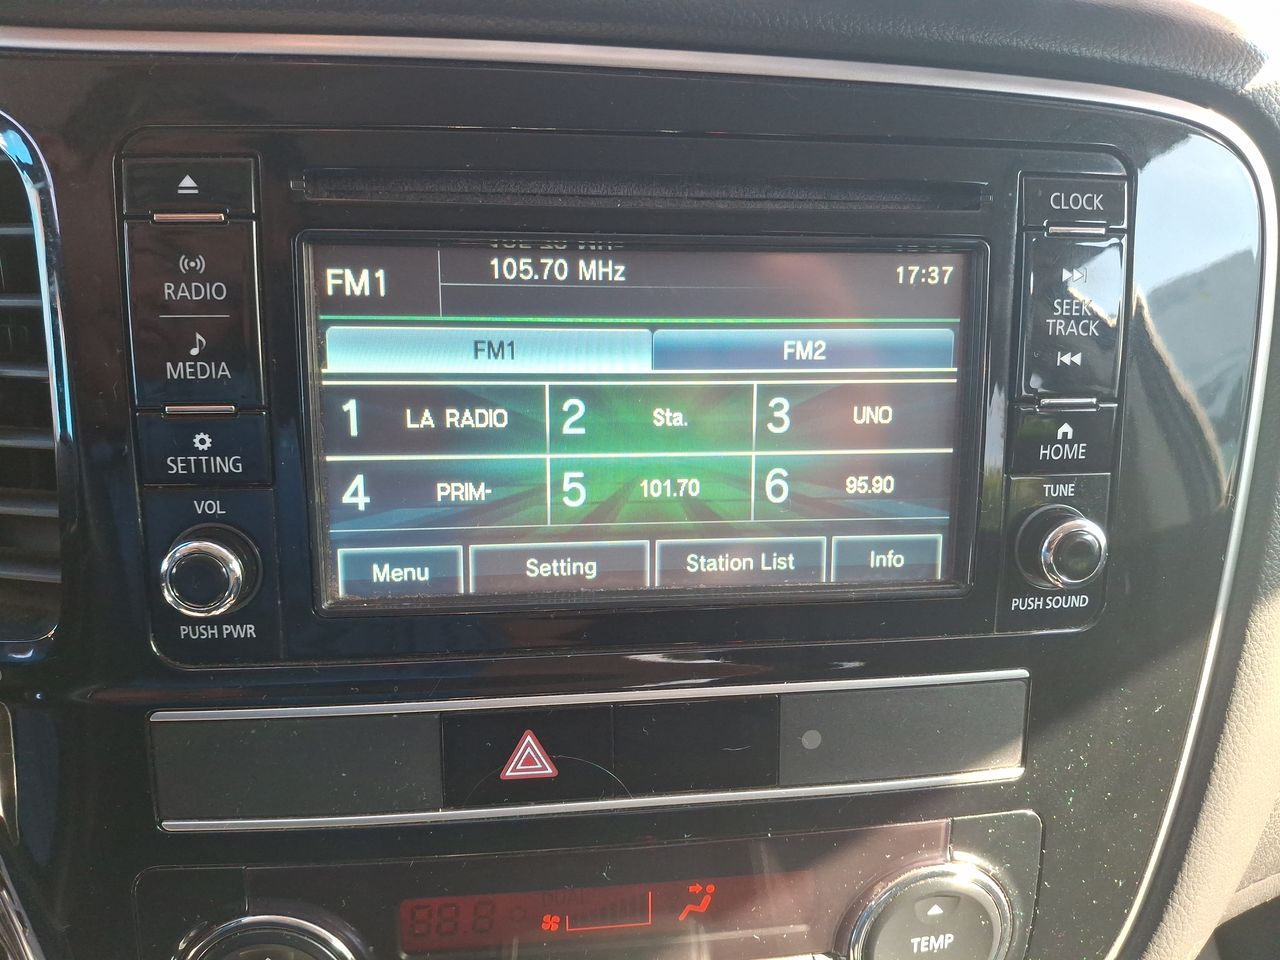 CLOCK
RADIO
MEDIA
SETTING
VOL
PUSH PWR
FM1
105.70 MHz
17:37
FM1
FM2
1 LA RADIO
2 Sta.
3 UNO
4 PRIM-
5 101.70
6 95.90
Menu
Setting
Station List
Info
SEEK
TRACK
HOME
TUNE
PUSH SOUND
DUAL
TEMP